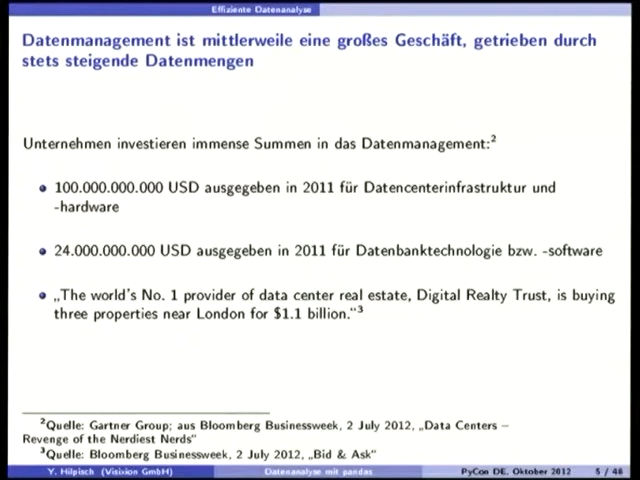 Effiziente Datenanalyse
Datenmanagement ist mittlerweile eine großes Geschäft, getrieben durch
stets steigende Datenmengen
Unternehmen investieren immense Summen in das Datenmanagement:²
100.000.000.000 USD ausgegeben in 2011 für Datencenterinfrastruktur und
-hardware
24.000.000.000 USD ausgegeben in 2011 für Datenbanktechnologie bzw. -software
„The world's No. 1 provider of data center real estate, Digital Realty Trust, is buying
three properties near London for $1.1 billion."³
²Quelle: Gartner Group; aus Bloomberg Businessweek, 2 July 2012, „Data Centers –
Revenge of the Nerdiest Nerds"
³Quelle: Bloomberg Businessweek, 2 July 2012, „Bid & Ask"
Y. Hilpisch (Visixion GmbH) Datenanalyse mit pandas PyCon DE, Oktober 2012 5 / 48